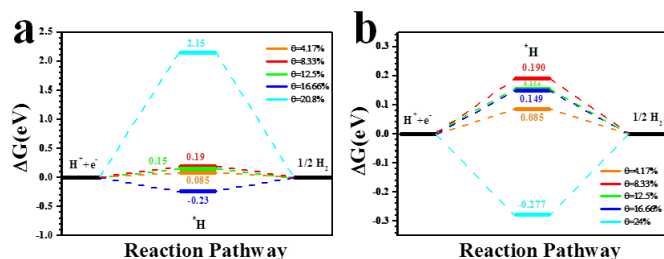 a
ΔG(eV)
2.5
2.0
1.5
1.0
0.5
0.0
-0.5
-1.0
2.15
θ=4.17%
θ=8.33%
θ=12.5%
θ=16.66%
θ=20.8%
H⁺+e⁻
0.15
0.19
0.085
-0.23
1/2 H₂
*H
Reaction Pathway
b
ΔG(eV)
0.3
0.2
0.1
0.0
-0.1
-0.2
-0.3
*H
0.190
0.154
0.149
0.085
H⁺+e⁻
1/2 H₂
-0.277
θ=4.17%
θ=8.33%
θ=12.5%
θ=16.66%
θ=24%
Reaction Pathway